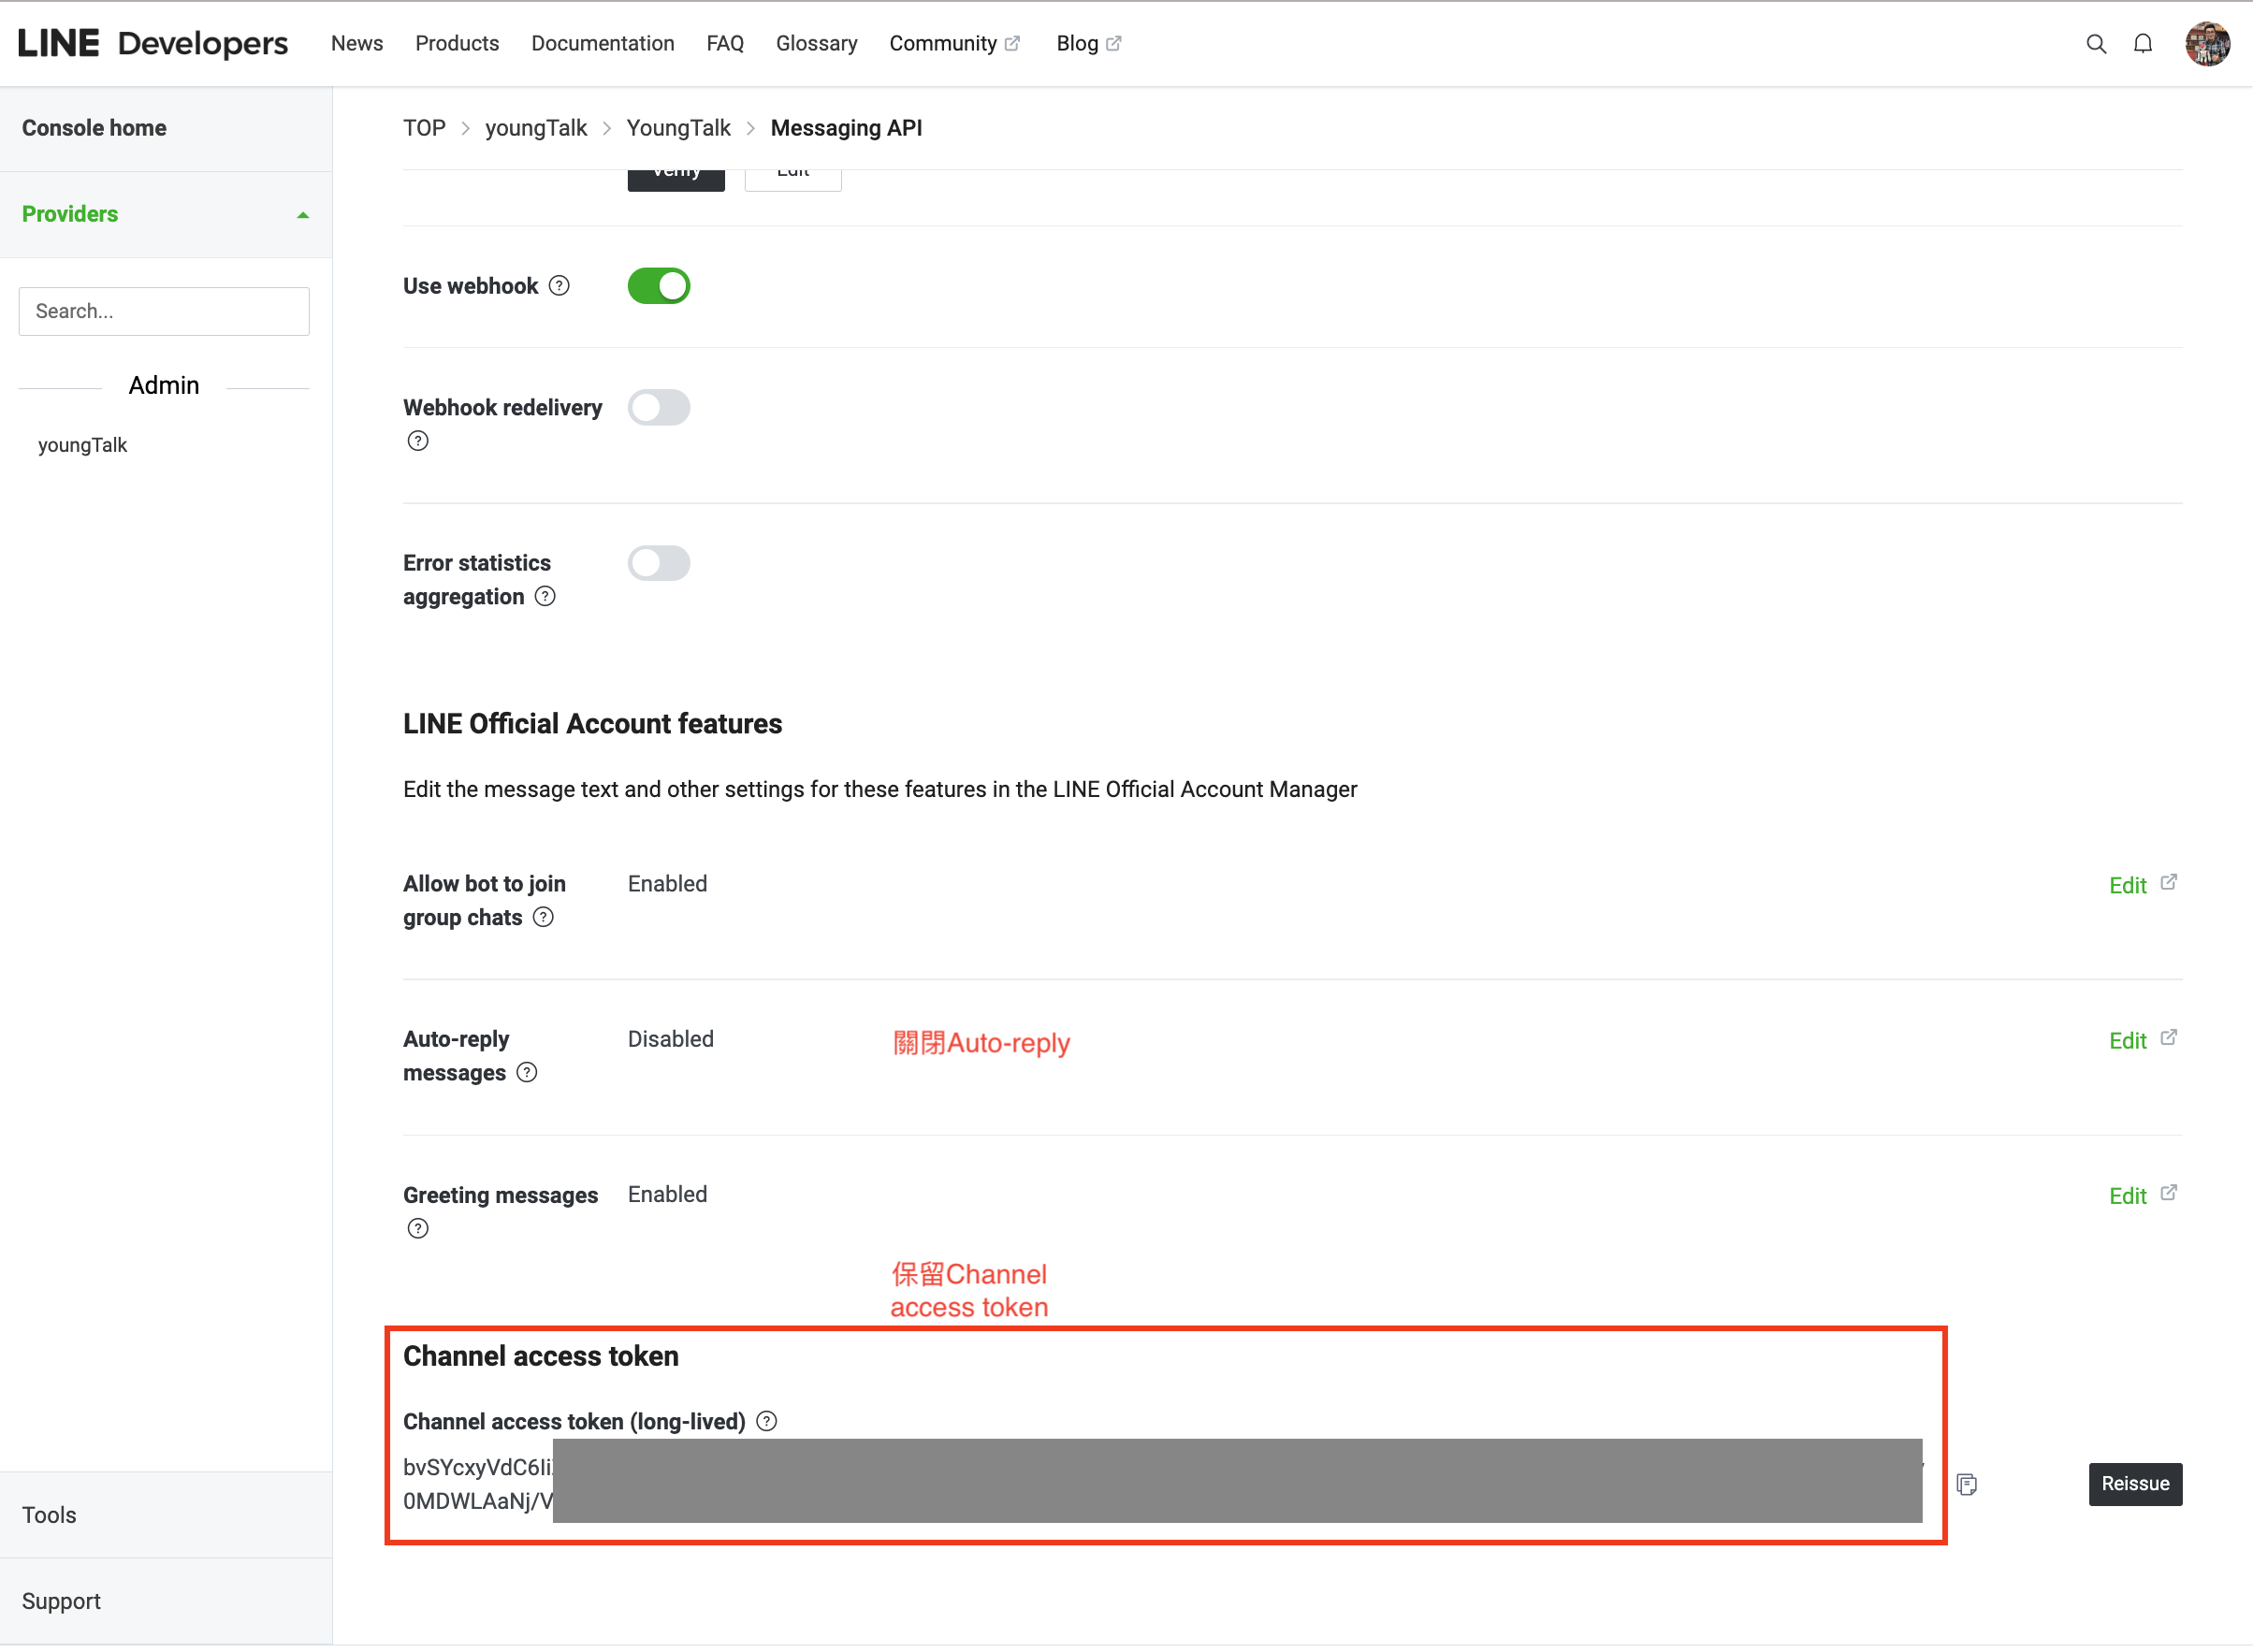 LINE Developers News Products Documentation FAQ Glossary Community Blog
Console home
Providers
Search...
Admin
youngTalk
Tools
Support
TOP > youngTalk > YoungTalk > Messaging API
Verify Edit
Use webhook
Webhook redelivery
Error statistics
aggregation
LINE Official Account features
Edit the message text and other settings for these features in the LINE Official Account Manager
Allow bot to join
group chats
Enabled
Edit
Auto-reply
messages
Disabled
關閉Auto-reply
Edit
Greeting messages
Enabled
Edit
保留Channel
access token
Channel access token
Channel access token (long-lived)
bvSYcxyVdC6Ii
0MDWLAaNj/V
Reissue